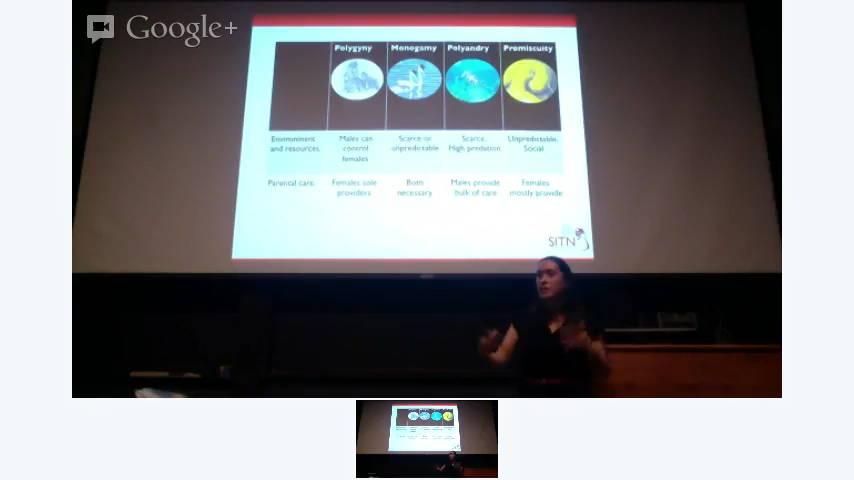 Google+
Polygyny Monogamy Polyandry Promiscuity
Environment and resources
Males can control females
Scarce or unpredictable
Scarce, High predation
Unpredictable, Social
Parental care
Females sole providers
Both necessary
Males provide bulk of care
Females mostly provide
SITN